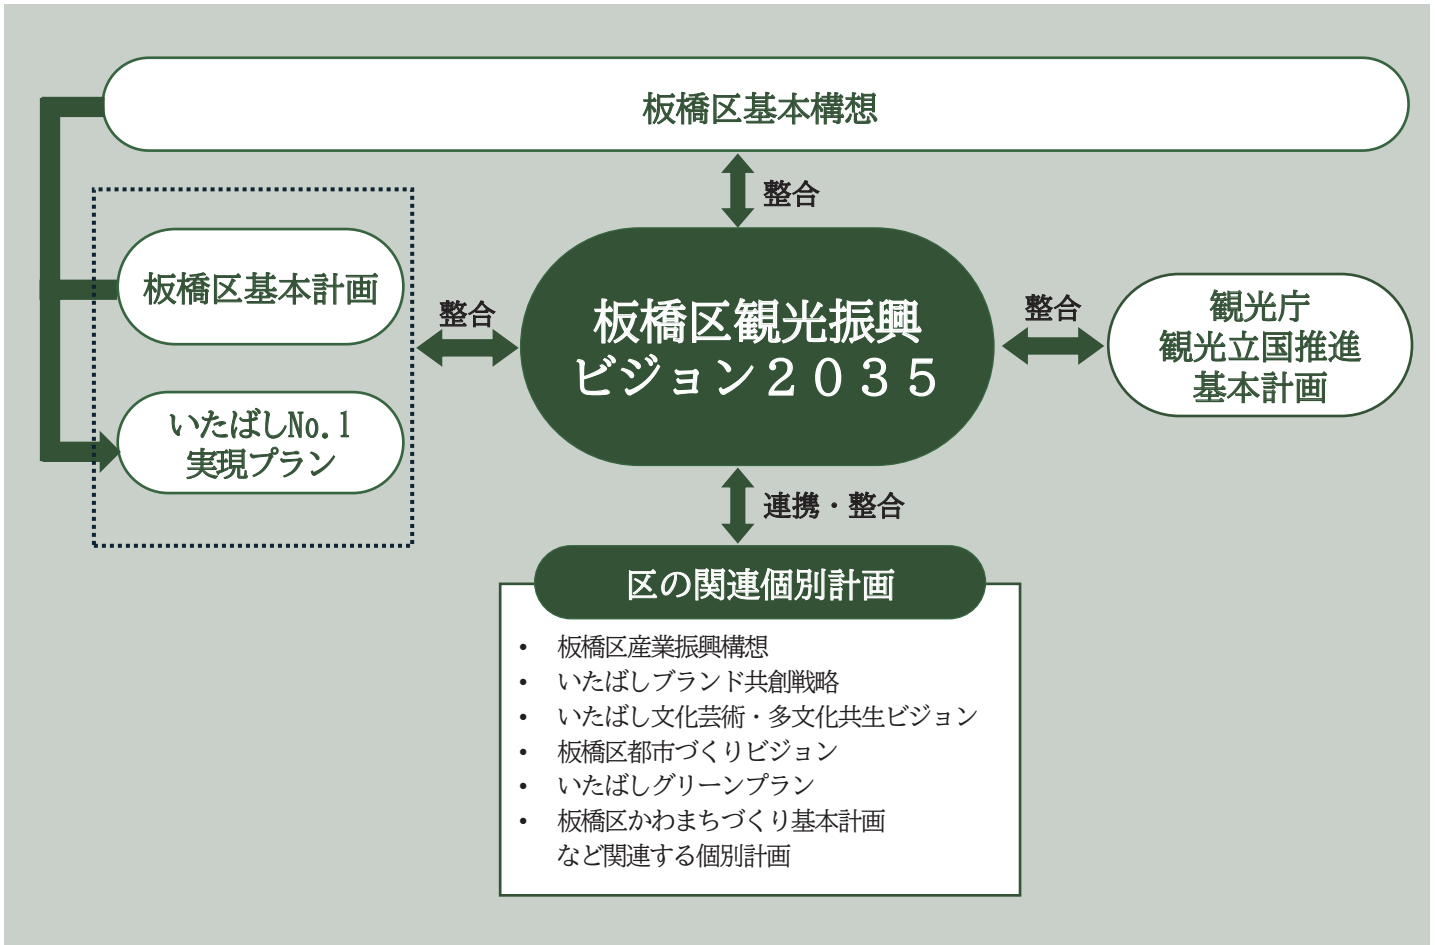 板橋区基本構想
整合
板橋区基本計画
いたばしNo.1
実現プラン
整合
板橋区観光振興
ビジョン２０３５
整合
観光庁
観光立国推進
基本計画
連携・整合
区の関連個別計画
• 板橋区産業振興構想
• いたばしブランド共創戦略
• いたばし文化芸術・多文化共生ビジョン
• 板橋区都市づくりビジョン
• いたばしグリーンプラン
• 板橋区かわまちづくり基本計画
など関連する個別計画